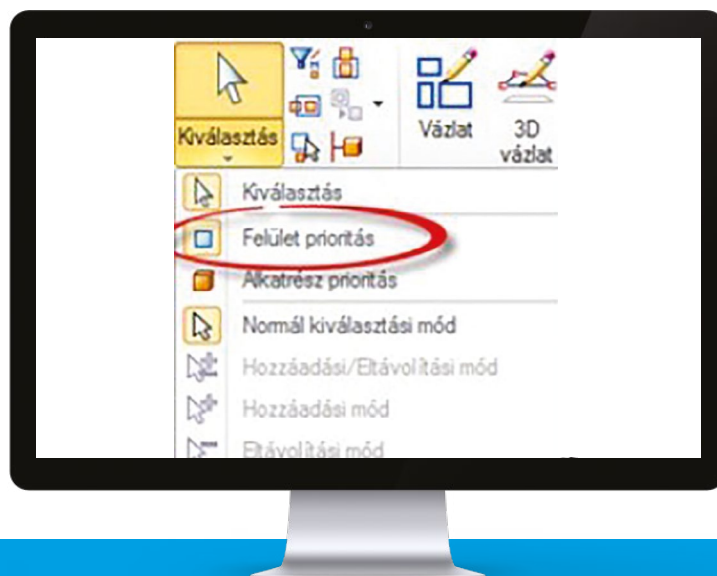 Kiválasztás
Vázlat
3D
vázlat
Kiválasztás
Felület prioritás
Alkatrész prioritás
Normál kiválasztási mód
Hozzáadási/Eltávolítási mód
Hozzáadási mód
Eltávolítási mód